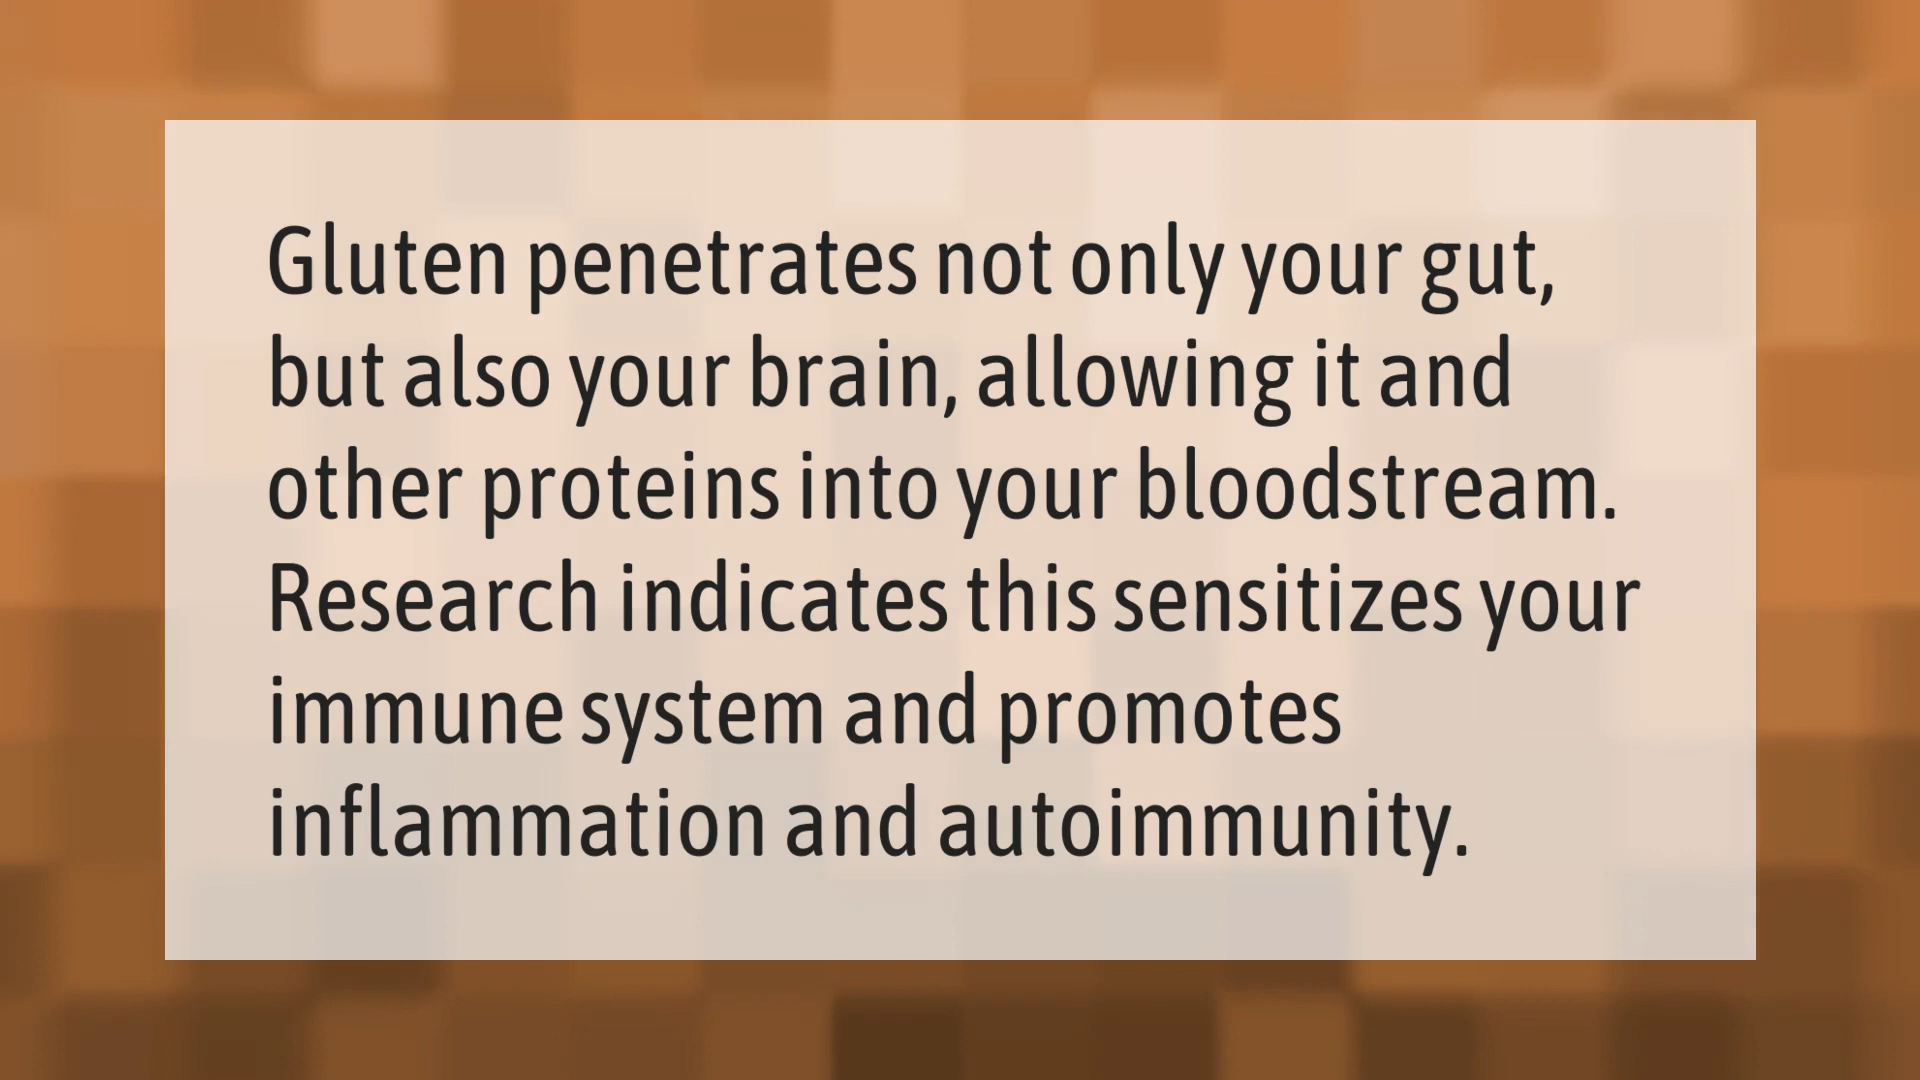 Gluten penetrates not only your gut,
but also your brain, allowing it and
other proteins into your bloodstream.
Research indicates this sensitizes your
immune system and promotes
inflammation and autoimmunity.